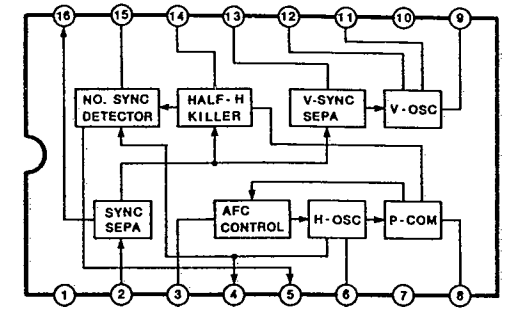 16 15 14 13 12 11 10 9
NO. SYNC
DETECTOR
HALF-H
KILLER
V-SYNC
SEPA
V-OSC
SYNC
SEPA
AFC
CONTROL
H-OSC
P-COM
1 2 3 4 5 6 7 8